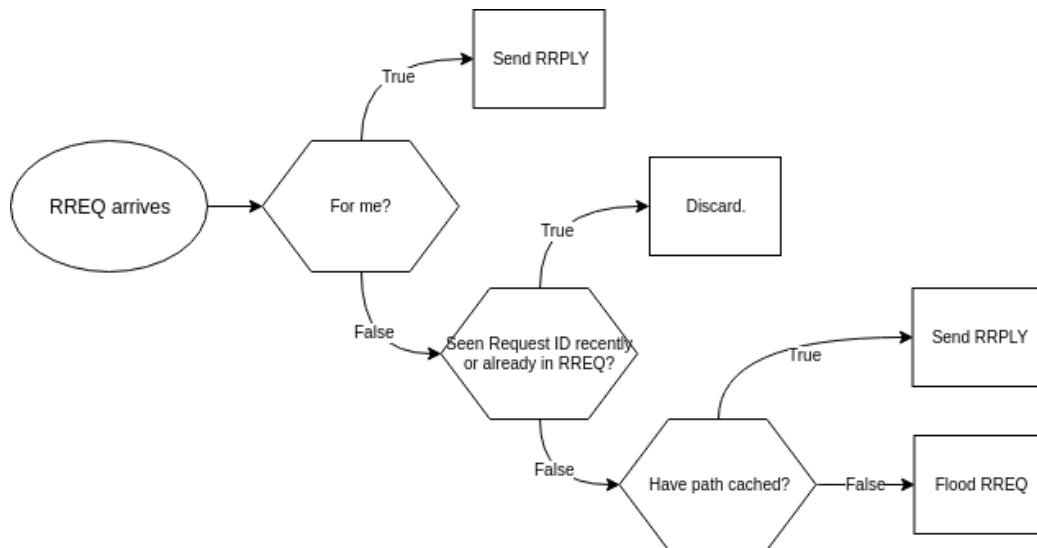 Send RRPLY
True
RREQ arrives
For me?
Discard.
True
False
Seen Request ID recently
or already in RREQ?
Send RRPLY
True
False
Have path cached?
False
Flood RREQ